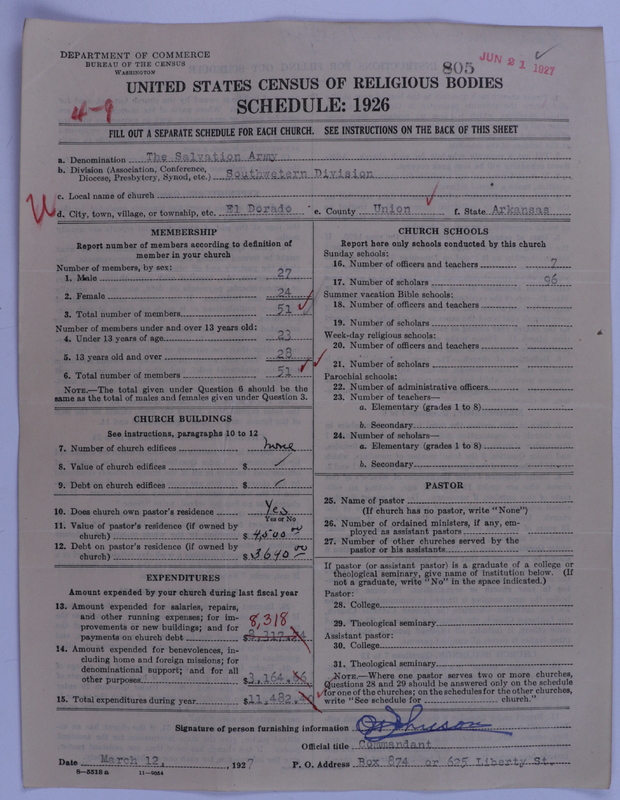 DEPARTMENT OF COMMERCE
BUREAU OF THE CENSUS
WASHINGTON
805
JUN 21 1927
UNITED STATES CENSUS OF RELIGIOUS BODIES
4-9
SCHEDULE: 1926
FILL OUT A SEPARATE SCHEDULE FOR EACH CHURCH. SEE INSTRUCTIONS ON THE BACK OF THIS SHEET
a. Denomination The Salvation Army
b. Division (Association, Conference,
Diocese, Presbytery, Synod, etc.) Southwetern Division
c. Local name of church
d. City, town, village, or township, etc. El Dorado e. County Union f. State Arkansas
MEMBERSHIP
Report number of members according to definition of
member in your church
Number of members, by sex:
1. Male 27
2. Female 24
3. Total number of members 51
Number of members under and over 13 years old:
4. Under 13 years of age 23
5. 13 years old and over 28
6. Total number of members 51
NOTE.—The total given under Question 6 should be the
same as the total of males and females given under Question 3.
CHURCH BUILDINGS
See instructions, paragraphs 10 to 12
7. Number of church edifices none
8. Value of church edifices $
9. Debt on church edifices $
10. Does church own pastor's residence Yes
Yes or No
11. Value of pastor's residence (if owned by
church) $ 4,500 00
12. Debt on pastor's residence (if owned by
church) $ 3640 00
EXPENDITURES
Amount expended by your church during last fiscal year
13. Amount expended for salaries, repairs,
and other running expenses; for im-
provements or new buildings; and for 8,318
payments on church debt $8,317.
14. Amount expended for benevolences, in-
cluding home and foreign missions; for
denominational support; and for all
other purposes $3,164.
15. Total expenditures during year $11,482.
CHURCH SCHOOLS
Report here only schools conducted by this church
Sunday schools:
16. Number of officers and teachers 7
17. Number of scholars 96
Summer vacation Bible schools:
18. Number of officers and teachers
19. Number of scholars
Week-day religious schools:
20. Number of officers and teachers
21. Number of scholars
Parochial schools:
22. Number of administrative officers
23. Number of teachers—
a. Elementary (grades 1 to 8)
b. Secondary
24. Number of scholars—
a. Elementary (grades 1 to 8)
b. Secondary
PASTOR
25. Name of pastor
(If church has no pastor, write "None")
26. Number of ordained ministers, if any, em-
ployed as assistant pastors
27. Number of other churches served by the
pastor or his assistants
If pastor (or assistant pastor) is a graduate of a college or
theological seminary, give name of institution below. (If
not a graduate, write "No" in the space indicated.)
Pastor:
28. College
29. Theological seminary
Assistant pastor:
30. College
31. Theological seminary
NOTE.—Where one pastor serves two or more churches,
Questions 28 and 29 should be answered only on the schedule
for one of the churches; on the schedules for the other churches,
write "See schedule for church."
Signature of person furnishing information
Official title Commandant
Date March 12, 1927 P. O. Address Box 874 or 625 Liberty St.
8—5518 a 11—9054